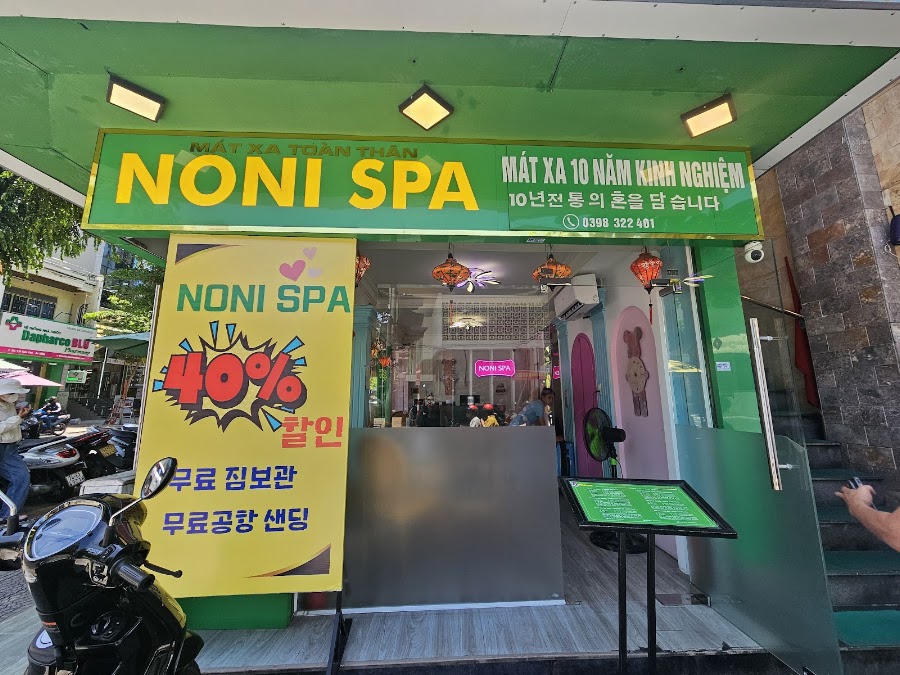 MÁT XA TOÀN THÂN
NONI SPA
MÁT XA 10 NĂM KINH NGHIỆM
10년전통의 혼을 담습니다
0398 322 461
NONI SPA
40%
할인
무료 짐보관
무료공항 샌딩
NONI SPA
Dapharco